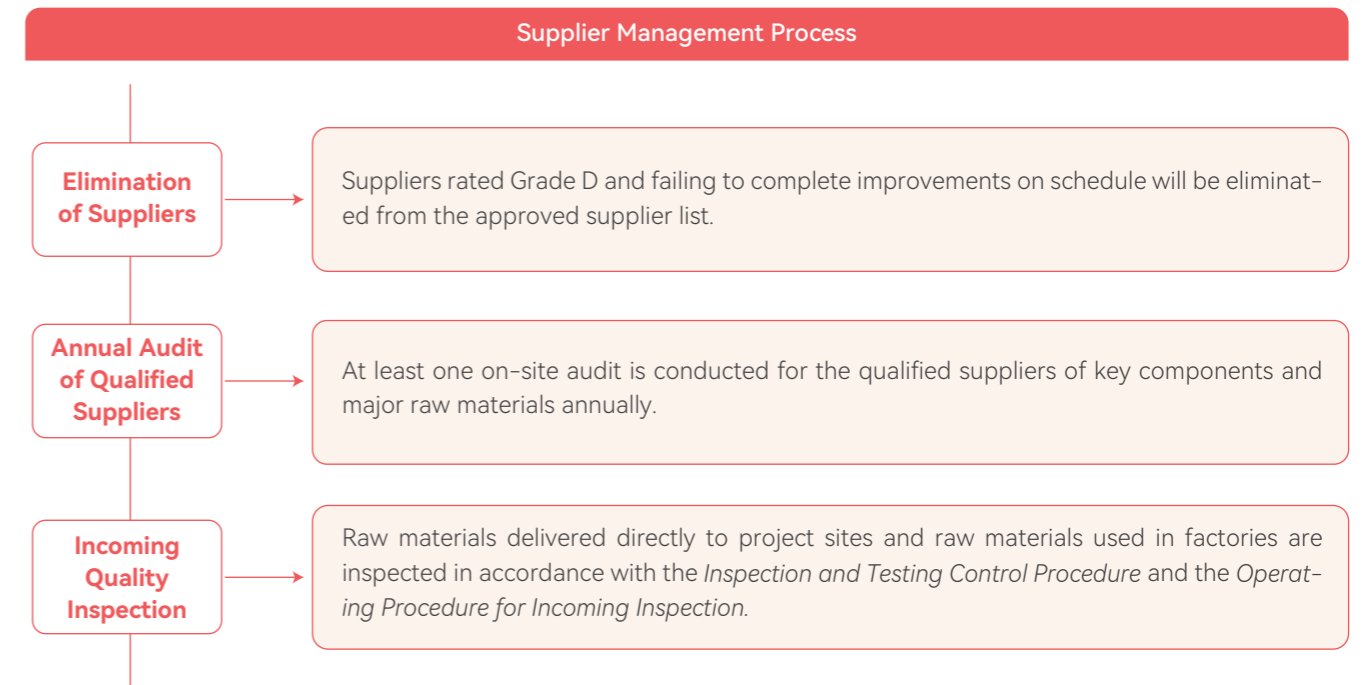 Supplier Management Process
Elimination
of Suppliers
Suppliers rated Grade D and failing to complete improvements on schedule will be eliminat-
ed from the approved supplier list.
Annual Audit
of Qualified
Suppliers
At least one on-site audit is conducted for the qualified suppliers of key components and
major raw materials annually.
Incoming
Quality
Inspection
Raw materials delivered directly to project sites and raw materials used in factories are
inspected in accordance with the Inspection and Testing Control Procedure and the Operat-
ing Procedure for Incoming Inspection.